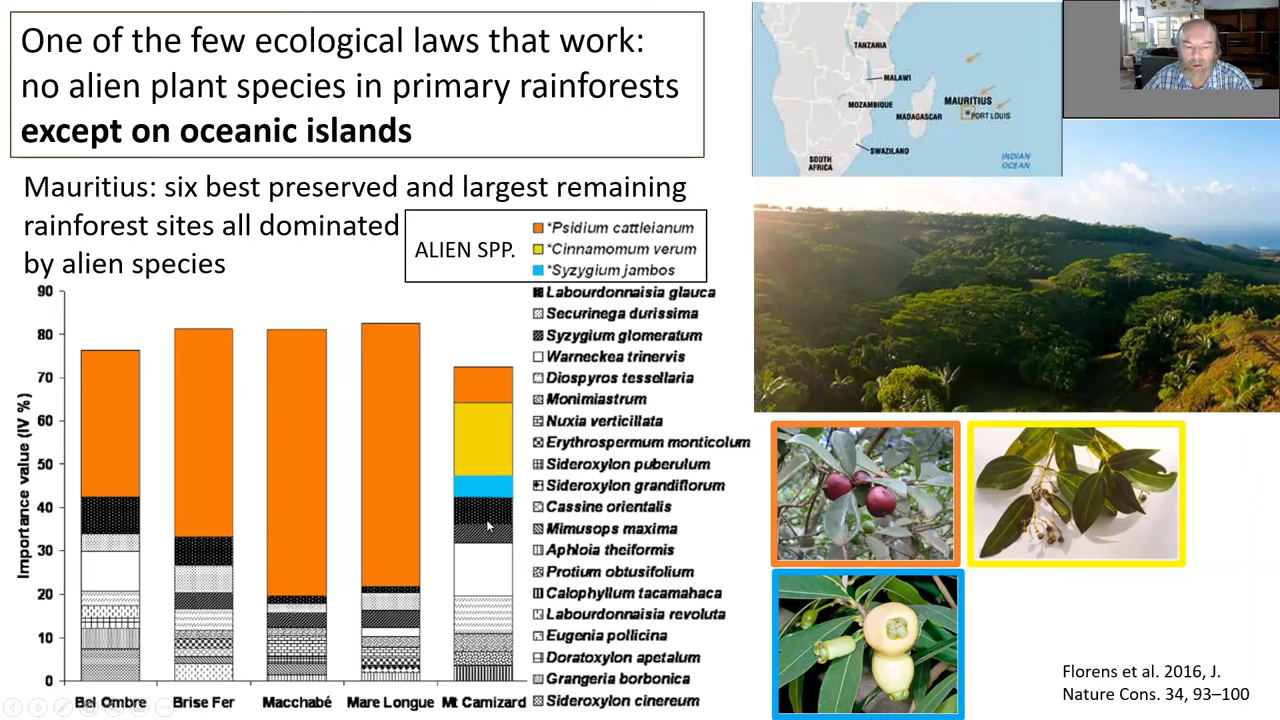 One of the few ecological laws that work:
no alien plant species in primary rainforests
except on oceanic islands
Mauritius: six best preserved and largest remaining
rainforest sites all dominated
by alien species
ALIEN SPP.
*Psidium cattleianum
*Cinnamomum verum
*Syzygium jambos
Labourdonnaisia glauca
Securinega durissima
Syzygium glomeratum
Warneckea trinervis
Diospyros tessellaria
Monimiastrum
Nuxia verticillata
Erythrospermum monticolum
Sideroxylon puberulum
Sideroxylon grandiflorum
Cassine orientalis
Mimusops maxima
Aphloia theiformis
Protium obtusifolium
Calophyllum tacamahaca
Labourdonnaisia revoluta
Eugenia pollicina
Doratoxylon apetalum
Grangeria borbonica
Sideroxylon cinereum
Importance value (IV %)
90
80
70
60
50
40
30
20
10
0
Bel Ombre
Brise Fer
Macchabé
Mare Longue
Mt Camizard
TANZANIA
MALAWI
MOZAMBIQUE
MAURITIUS
MADAGASCAR
PORT LOUIS
SWAZILAND
SOUTH
AFRICA
INDIAN
OCEAN
Florens et al. 2016, J.
Nature Cons. 34, 93–100